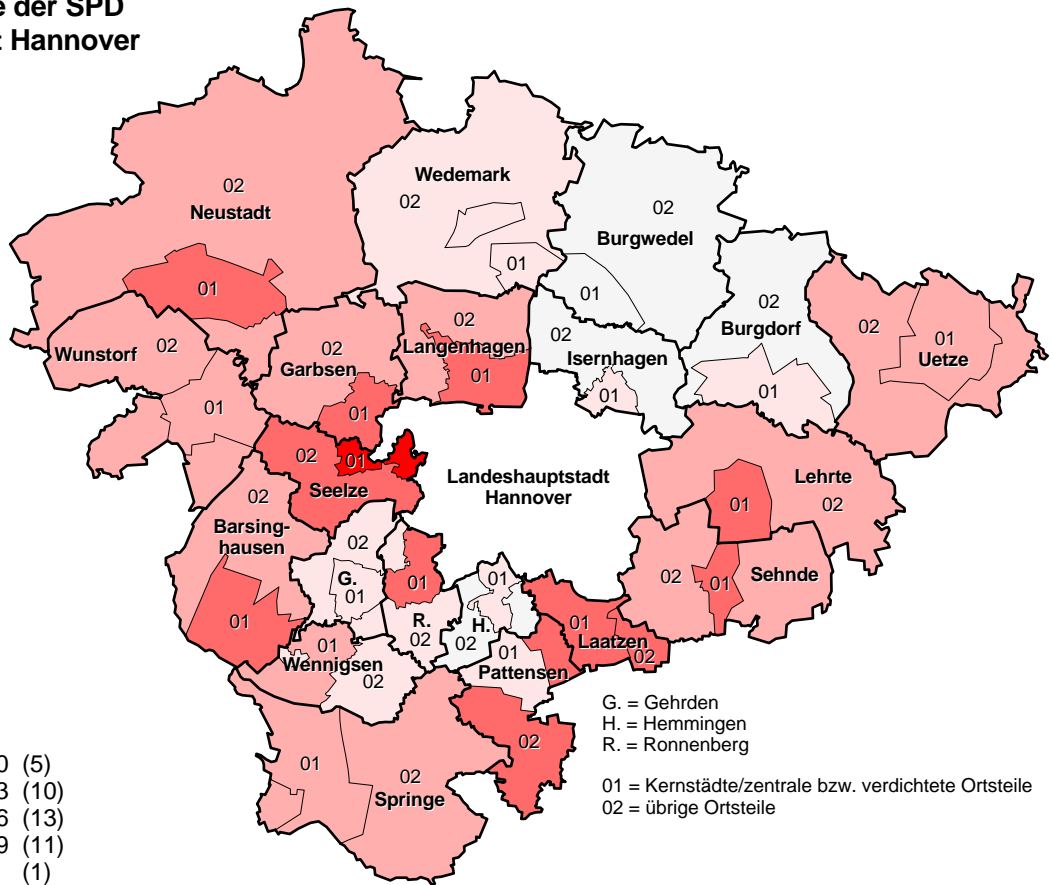 der SPD
Hannover
02
Neustadt
01
Wedemark
02
01
02
Burgwedel
01
02
Burgdorf
01
02
01
Uetze
Wunstorf
02
01
02
Garbsen
01
02
Langenhagen
01
02
Isernhagen
01
02
01
Seelze
Landeshauptstadt
Hannover
Lehrte
01
02
02
Barsing-
hausen
01
02
G.
01
01
R.
02
01
H.
02
01
Laatzen
02
02
01
Sehnde
01
Wennigsen
02
01
Pattensen
02
01
02
Springe
G. = Gehrden
H. = Hemmingen
R. = Ronnenberg
01 = Kernstädte/zentrale bzw. verdichtete Ortsteile
02 = übrige Ortsteile
0 (5)
3 (10)
6 (13)
9 (11)
(1)